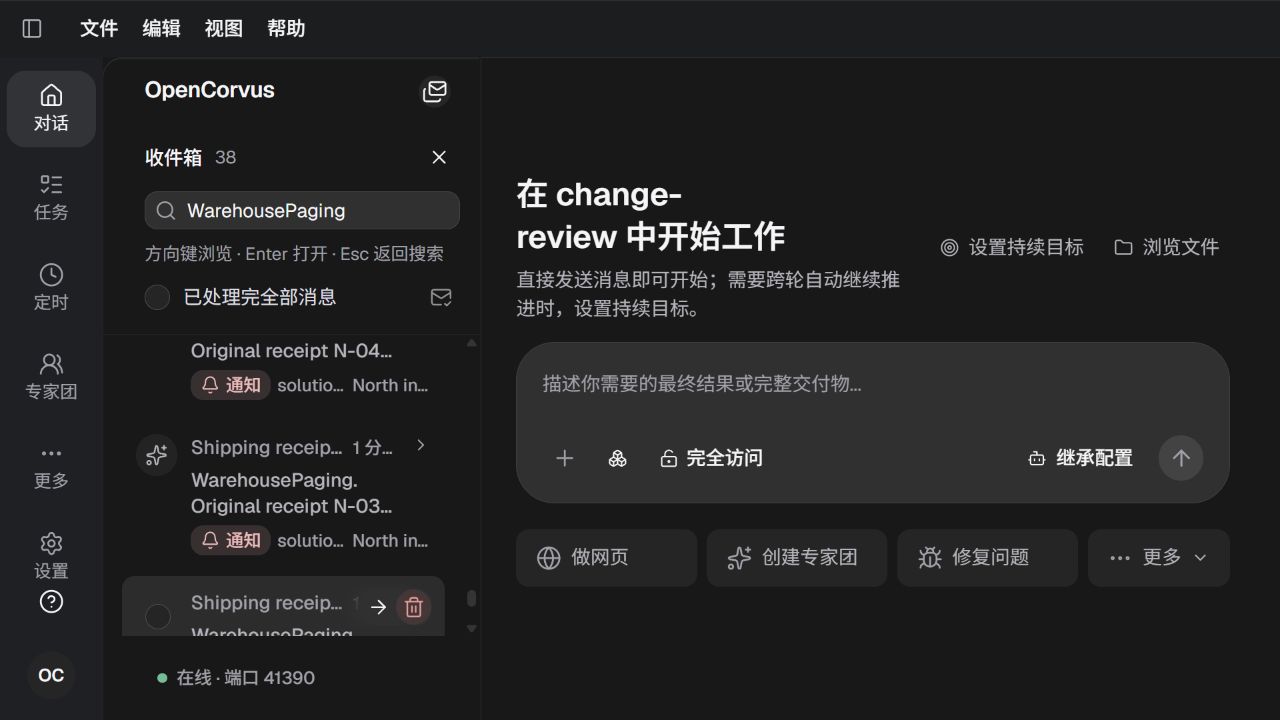 文件 编辑 视图 帮助
对话
任务
定时
专家团
更多
设置
OC
OpenCorvus
收件箱 38
WarehousePaging
方向键浏览 · Enter 打开 · Esc 返回搜索
已处理完全部消息
Original receipt N-04...
通知 solutio... North in...
Shipping receip... 1 分...
WarehousePaging.
Original receipt N-03...
通知 solutio... North in...
Shipping receip... 1
WarehousePaging
在线 · 端口 41390
在 change-
review 中开始工作
直接发送消息即可开始；需要跨轮自动继续推
进时，设置持续目标。
设置持续目标 浏览文件
描述你需要的最终结果或完整交付物...
完全访问 继承配置
做网页 创建专家团 修复问题 更多